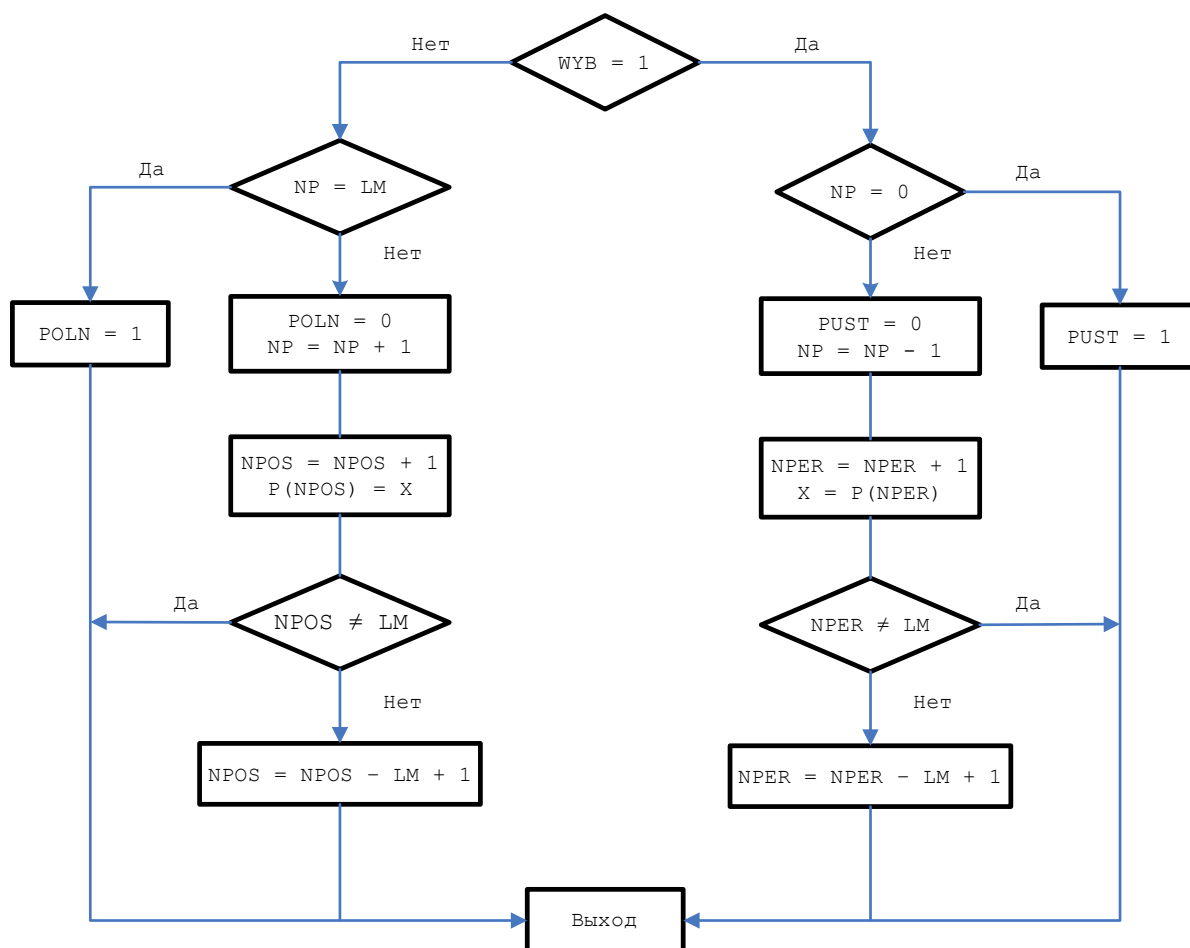 Нет
Да
WYB = 1
Да
NP = LM
NP = 0
Да
Нет
Нет
POLN = 1
POLN = 0
NP = NP + 1
PUST = 0
NP = NP - 1
PUST = 1
NPOS = NPOS + 1
P(NPOS) = X
NPER = NPER + 1
X = P(NPER)
Да
NPOS ≠ LM
NPER ≠ LM
Да
Нет
Нет
NPOS = NPOS – LM + 1
NPER = NPER – LM + 1
Выход